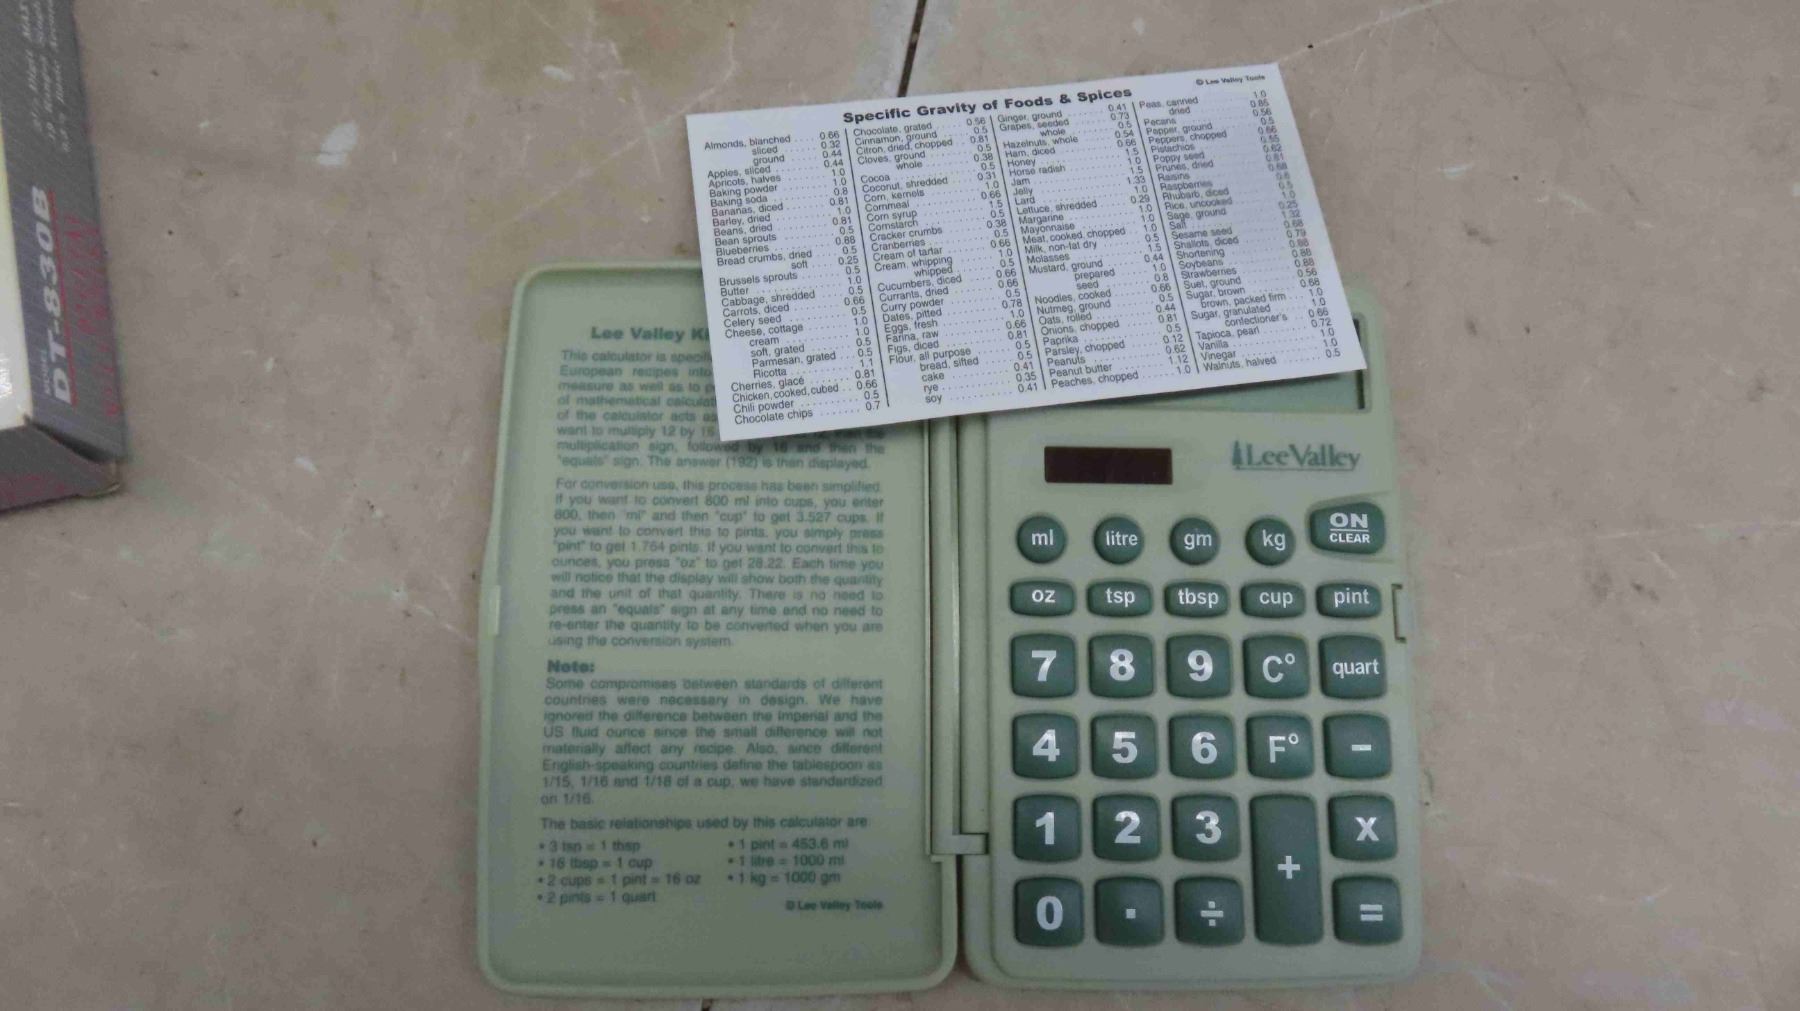 MODEL
DT-830B
Specific Gravity of Foods & Spices
© Lee Valley Tools
Almonds, blanched 0.66
sliced 0.32
ground 0.44
Apples, sliced 0.44
Apricots, halves 1.0
Baking powder 1.0
Baking soda 0.8
Bananas, diced 0.81
Barley, dried 1.0
Beans, dried 0.81
Bean sprouts 0.5
Blueberries 0.88
Bread crumbs, dried 0.5
soft 0.25
Brussels sprouts 0.5
Butter 1.0
Cabbage, shredded 0.5
Carrots, diced 0.66
Celery seed 0.5
Cheese, cottage 1.0
cream 1.0
soft, grated 0.5
Parmesan, grated 0.5
Ricotta 1.1
Cherries, glacé 0.81
Chicken, cooked, cubed 0.66
Chili powder 0.5
Chocolate chips 0.7
Chocolate, grated 0.56
Cinnamon, ground 0.5
Citron, dried, chopped 0.81
Cloves, ground 0.5
whole 0.38
Cocoa 0.5
Coconut, shredded 0.31
Corn, kernels 1.0
Cornmeal 0.66
Corn syrup 1.5
Cornstarch 0.5
Cracker crumbs 0.38
Cranberries 0.5
Cream of tartar 0.66
Cream, whipping 1.0
whipped 0.5
Cucumbers, diced 0.66
Currants, dried 0.66
Curry powder 0.5
Dates, pitted 0.78
Eggs, fresh 1.0
Farina, raw 0.66
Figs, diced 0.81
Flour, all purpose 0.5
bread, sifted 0.5
cake 0.41
rye 0.35
soy 0.41
Ginger, ground 0.41
Grapes, seeded 0.73
whole 0.5
Hazelnuts, whole 0.54
Ham, diced 0.66
Honey 1.5
Horse radish 1.0
Jam 1.5
Jelly 1.33
Lard 1.0
Lettuce, shredded 0.29
Margarine 1.0
Mayonnaise 1.0
Meat, cooked, chopped 1.0
Milk, non-fat dry 0.5
Molasses 1.5
Mustard, ground 0.44
prepared 1.0
seed 0.8
Noodles, cooked 0.66
Nutmeg, ground 0.5
Oats, rolled 0.44
Onions, chopped 0.81
Paprika 0.5
Parsley, chopped 0.12
Peanuts 0.62
Peanut butter 1.12
Peaches, chopped 1.0
Peas, canned 1.0
dried 0.85
Pecans 0.56
Pepper, ground 0.5
Peppers, chopped 0.66
Pistachios 0.55
Poppy seed 0.62
Prunes, dried 0.81
Raisins 0.68
Raspberries 0.8
Rhubarb, diced 0.5
Rice, uncooked 1.0
Sage, ground 0.25
Salt 1.32
Sesame seed 0.68
Shallots, diced 0.79
Shortening 0.88
Soybeans 0.88
Strawberries 0.88
Suet, ground 0.56
Sugar, brown 0.68
brown, packed firm 1.0
Sugar, granulated 1.0
confectioner's 0.66
Tapioca, pearl 0.72
Vanilla 1.0
Vinegar 1.0
Walnuts, halved 0.5
Lee Valley
This calculator is
European recipes into
measure as well as to
of mathematical
of the calculator acts as
want to multiply 12 by 16
multiplication sign, followed by 16 and then the
"equals" sign. The answer (192) is then displayed.
For conversion use, this process has been simplified.
If you want to convert 800 ml into cups, you enter
800, then "ml" and then "cup" to get 3.527 cups. If
you want to convert this to pints, you simply press
"pint" to get 1.764 pints. If you want to convert this to
ounces, you press "oz" to get 28.22. Each time you
will notice that the display will show both the quantity
and the unit of that quantity. There is no need to
press an "equals" sign at any time and no need to
re-enter the quantity to be converted when you are
using the conversion system.
Note:
Some compromises between standards of different
countries were necessary in design. We have
ignored the difference between the Imperial and the
US fluid ounce since the small difference will not
materially affect any recipe. Also, since different
English-speaking countries define the tablespoon as
1/15, 1/16 and 1/18 of a cup, we have standardized
on 1/16.
The basic relationships used by this calculator are:
• 3 tsp = 1 tbsp
• 16 tbsp = 1 cup
• 2 cups = 1 pint = 16 oz
• 2 pints = 1 quart
• 1 pint = 453.6 ml
• 1 litre = 1000 ml
• 1 kg = 1000 gm
© Lee Valley Tools
Lee Valley
ml litre gm kg ON CLEAR
oz tsp tbsp cup pint
7 8 9 C° quart
4 5 6 F° −
1 2 3 + x
0 . ÷ =